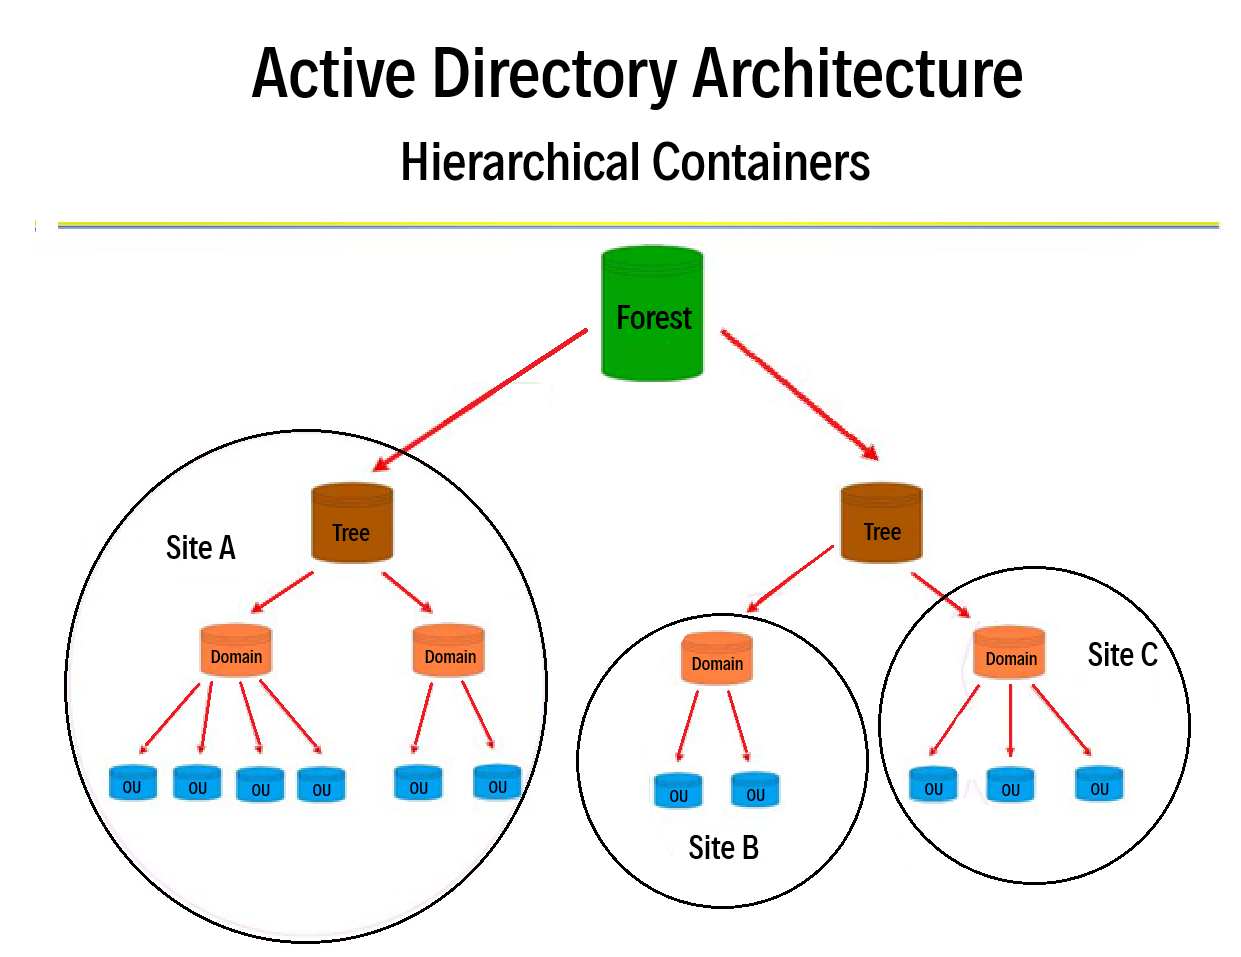 Active Directory Architecture
Hierarchical Containers
Forest
Tree
Tree
Site A
Domain
Domain
Domain
Domain
Site C
OU
OU
OU
OU
OU
OU
OU
OU
OU
OU
OU
Site B